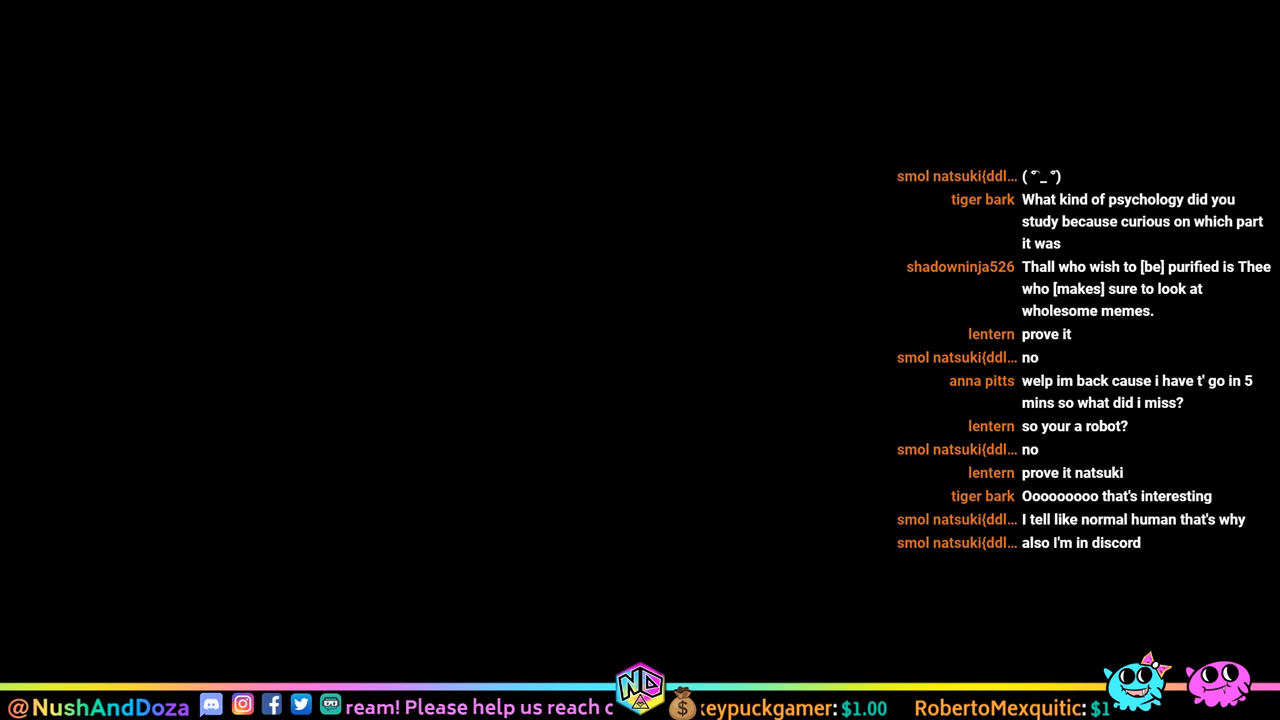 smol natsuki{ddl... ( ͡° _ ͡°)
tiger bark What kind of psychology did you
study because curious on which part
it was
shadowninja526 Thall who wish to [be] purified is Thee
who [makes] sure to look at
wholesome memes.
lentern prove it
smol natsuki{ddl... no
anna pitts welp im back cause i have t' go in 5
mins so what did i miss?
lentern so your a robot?
smol natsuki{ddl... no
lentern prove it natsuki
tiger bark Ooooooooo that's interesting
smol natsuki{ddl... I tell like normal human that's why
smol natsuki{ddl... also I'm in discord
@NushAndDoza ream! Please help us reach ND keypuckgamer: $1.00 RobertoMexquitic: $1